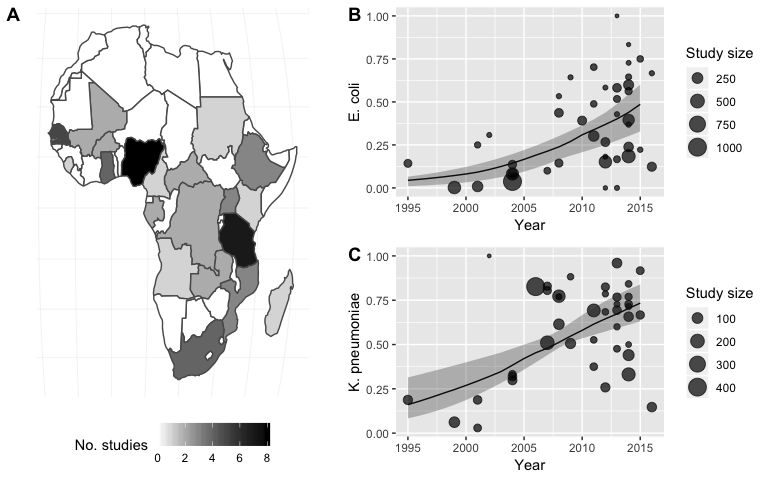 A
No. studies
0 2 4 6 8
B
E. coli
1.00
0.75
0.50
0.25
0.00
1995 2000 2005 2010 2015
Year
Study size
250
500
750
1000
C
K. pneumoniae
1.00
0.75
0.50
0.25
0.00
1995 2000 2005 2010 2015
Year
Study size
100
200
300
400